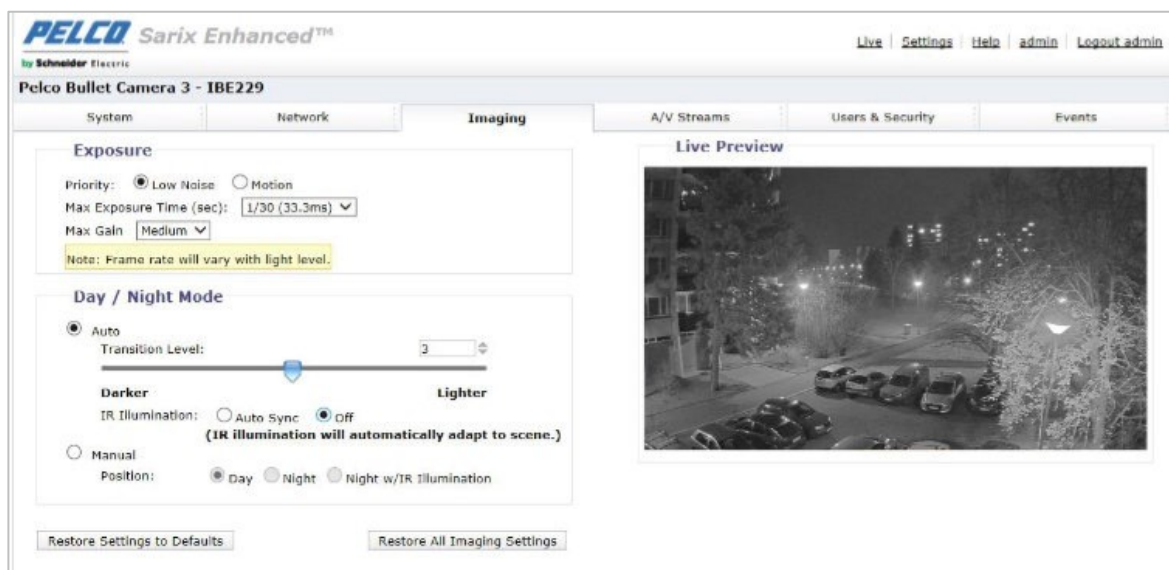 PELCO Sarix Enhanced™
by Schneider Electric
Live | Settings | Help | admin | Logout admin
Pelco Bullet Camera 3 - IBE229
System Network Imaging A/V Streams Users & Security Events
Exposure
Priority: Low Noise Motion
Max Exposure Time (sec): 1/30 (33.3ms)
Max Gain Medium
Note: Frame rate will vary with light level.
Day / Night Mode
Auto
Transition Level: 3
Darker Lighter
IR Illumination: Auto Sync Off
(IR illumination will automatically adapt to scene.)
Manual
Position: Day Night Night w/IR Illumination
Restore Settings to Defaults Restore All Imaging Settings
Live Preview